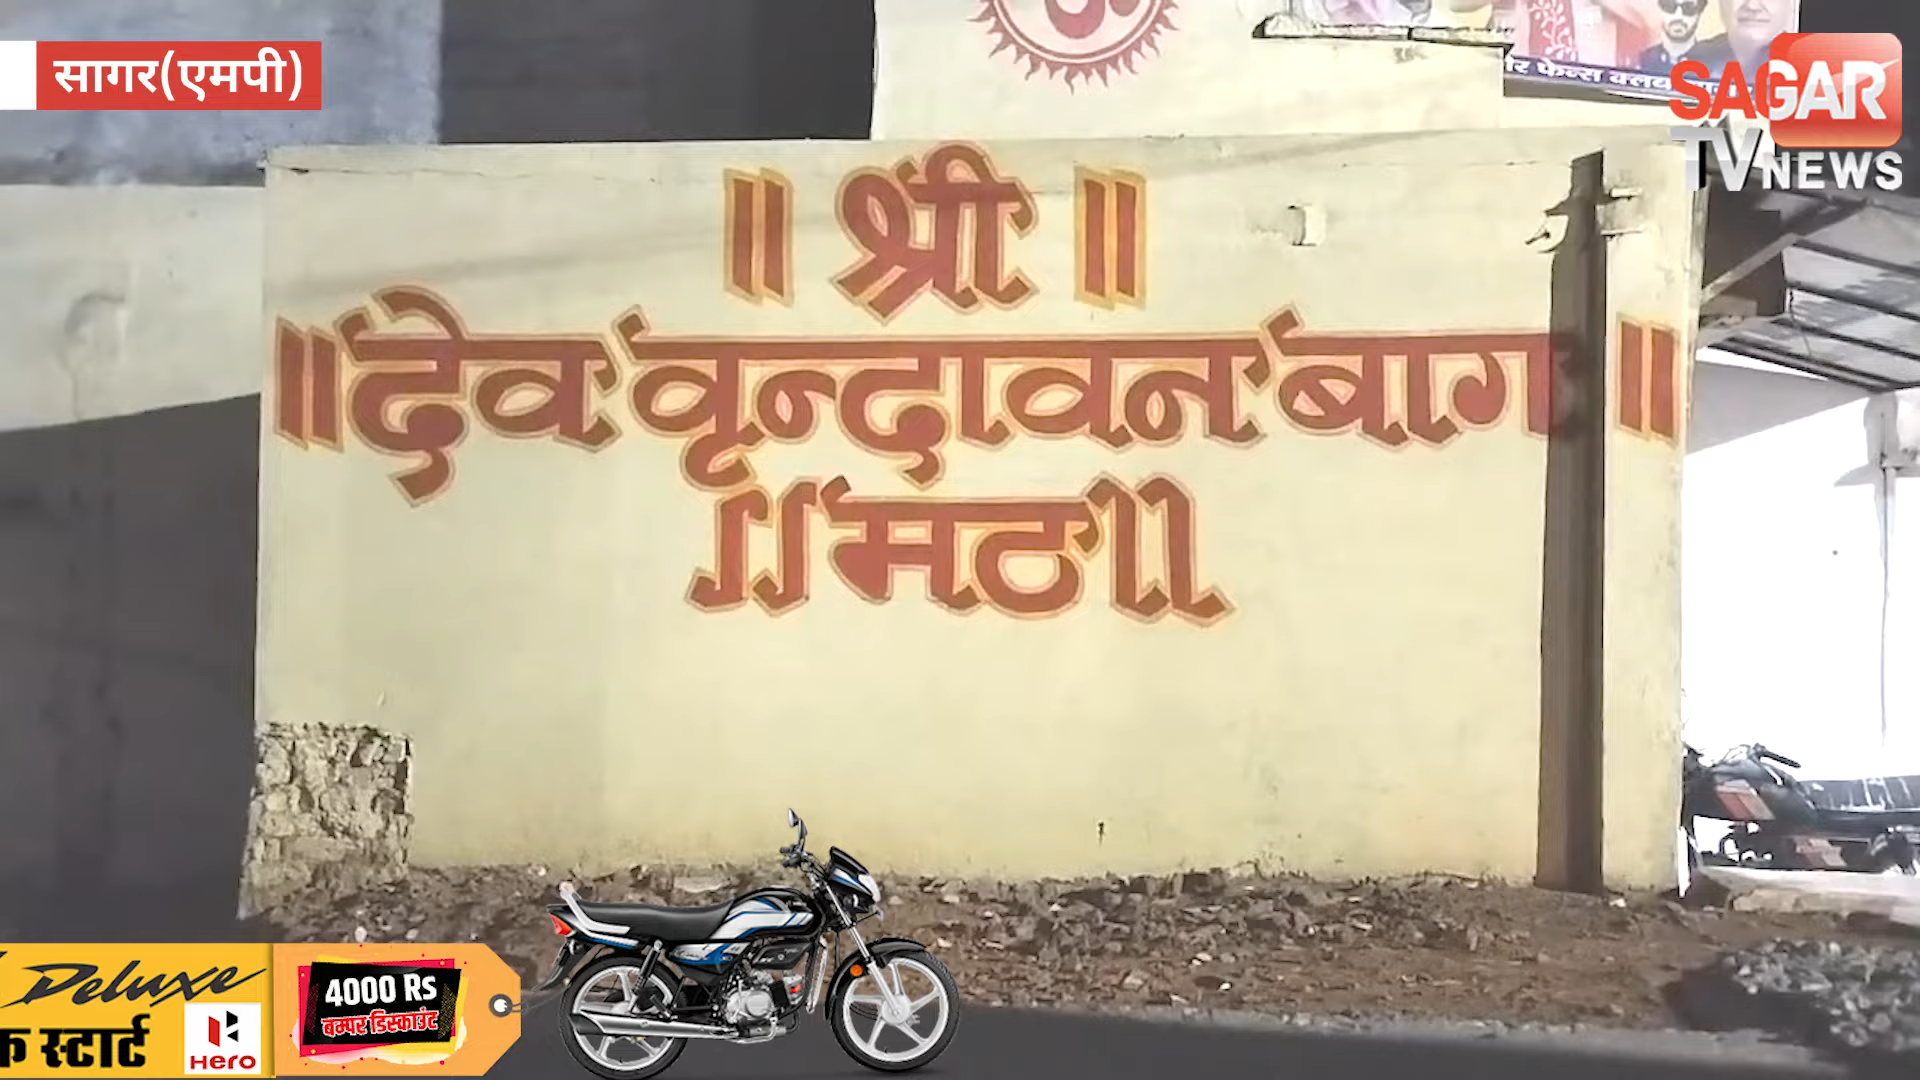 सागर(एमपी)
SAGAR
TV NEWS
॥ श्री ॥
॥ देव वृन्दावन बाग ॥
॥ मठ ॥
Deluxe
स्टार्ट
Hero
4000 Rs
बम्पर डिस्काउंट